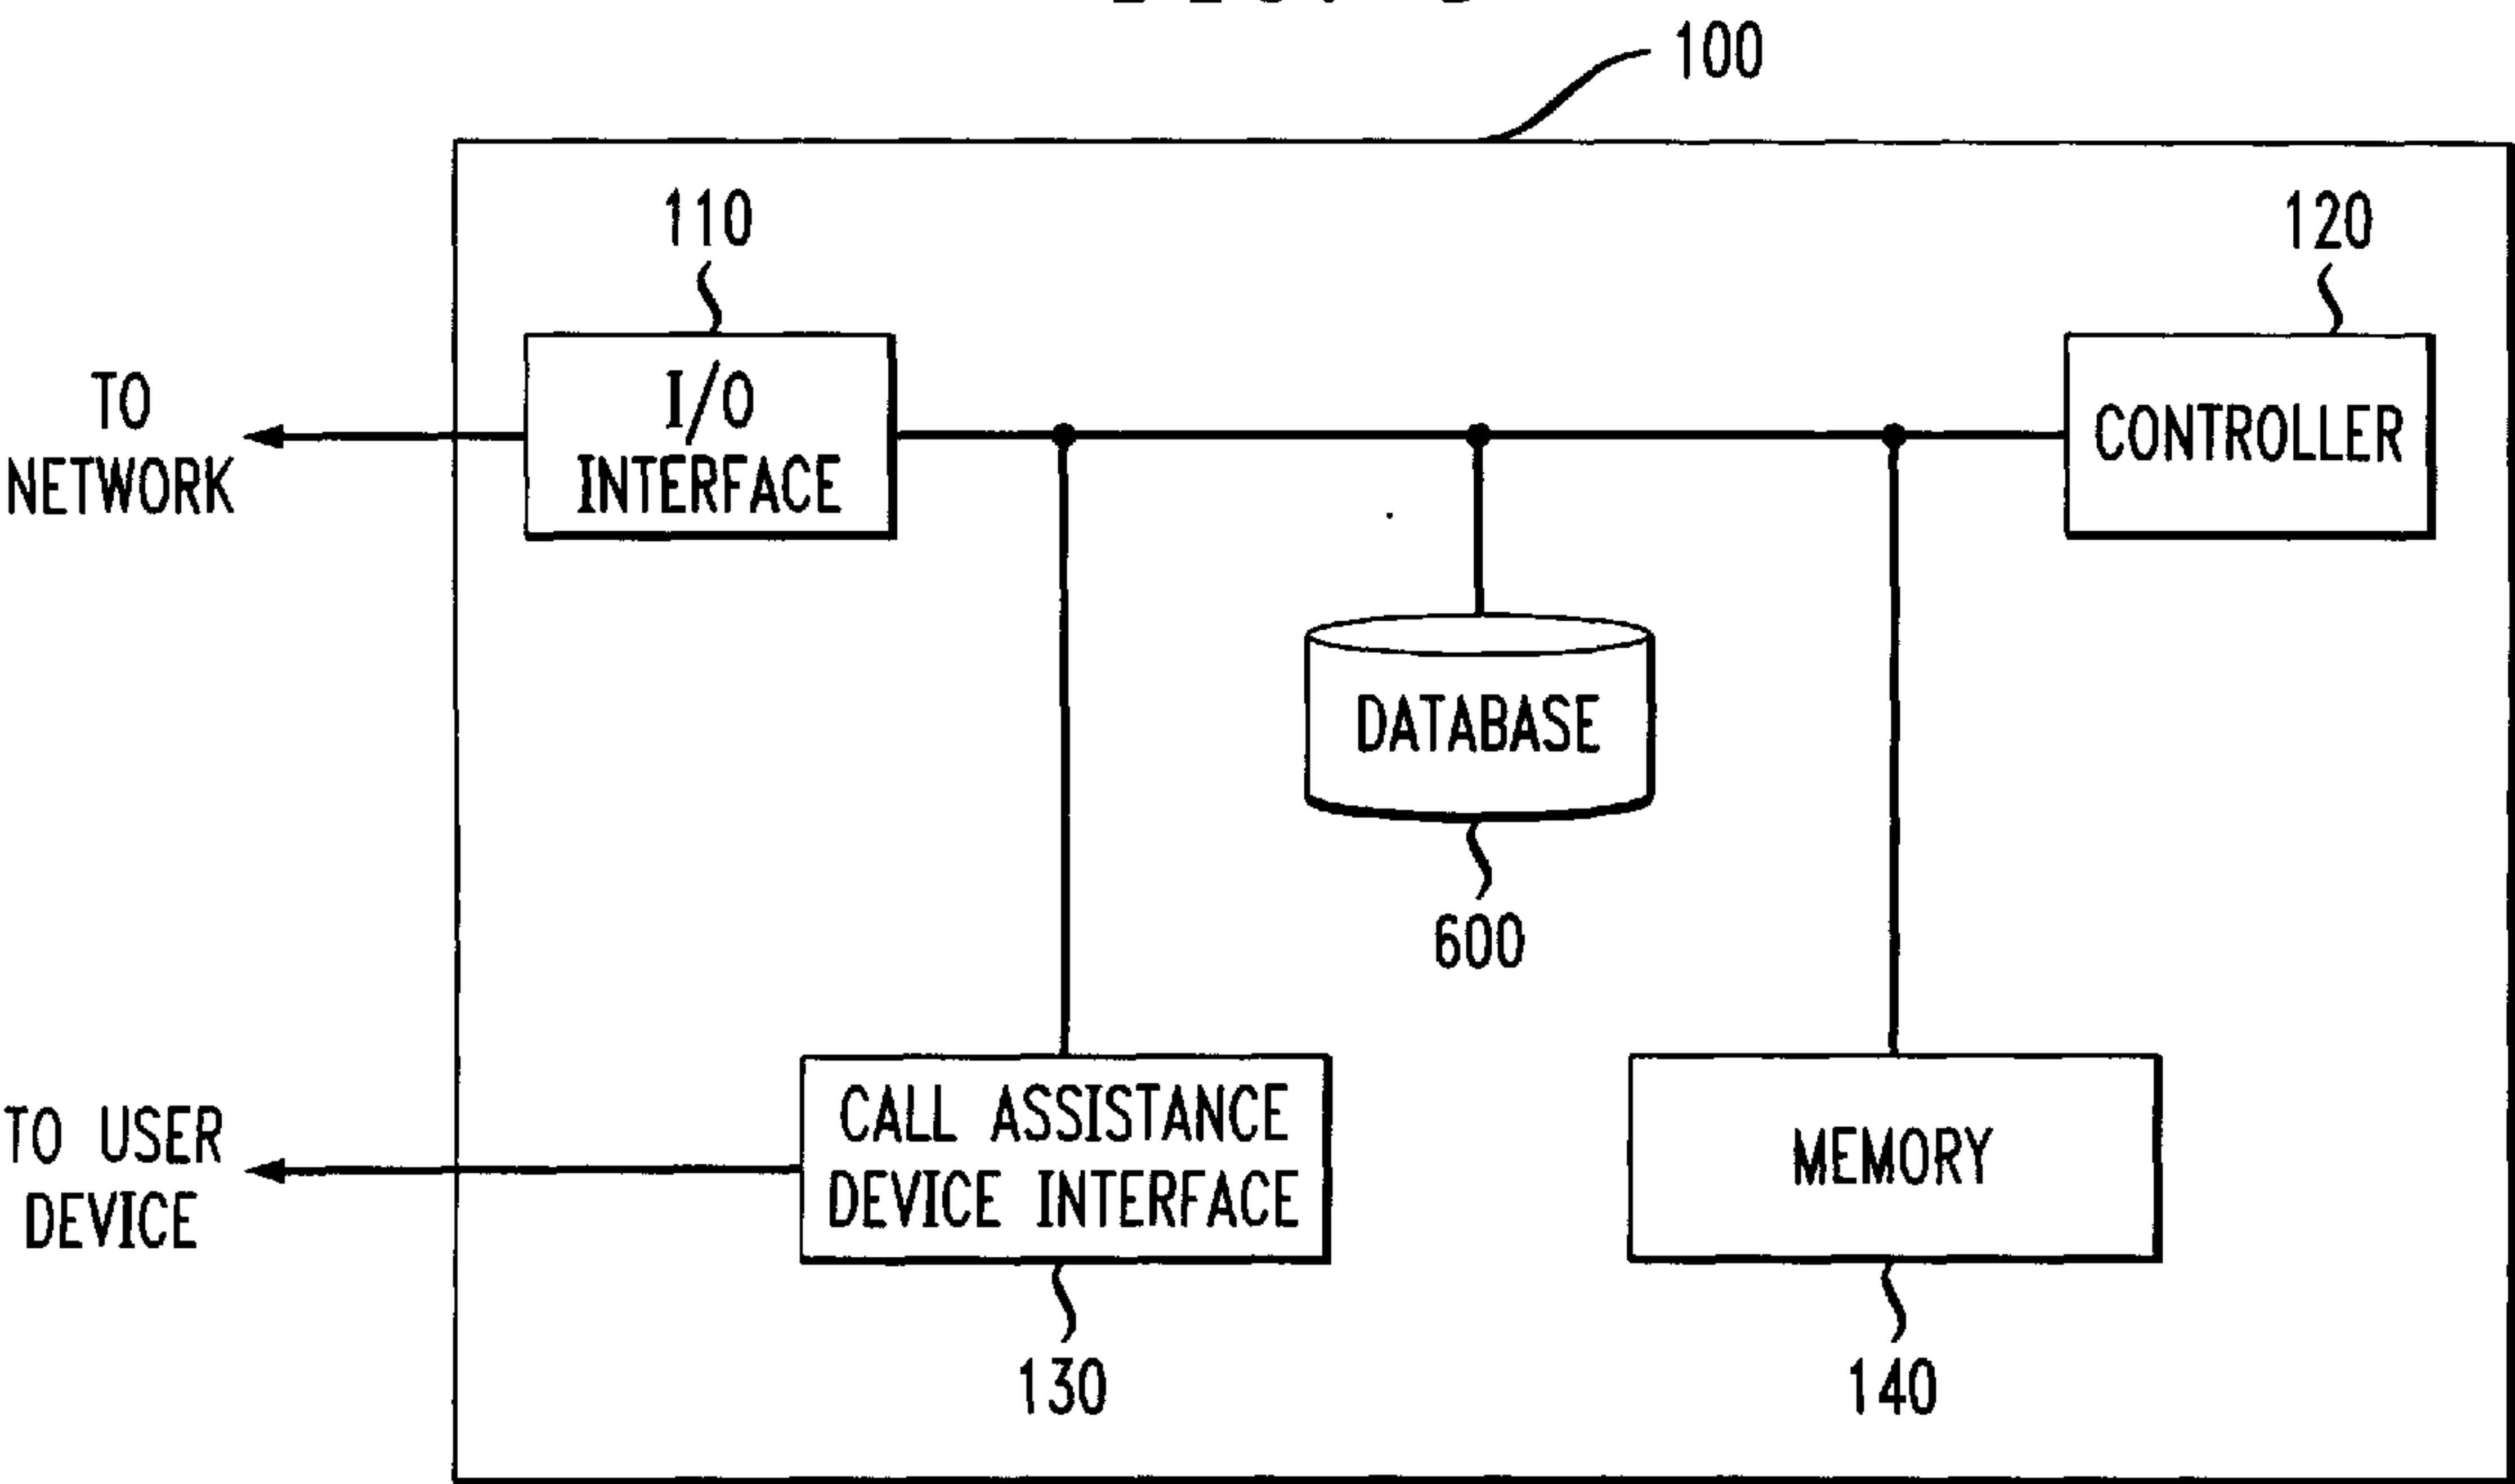 100
110
120
I/O
INTERFACE
CONTROLLER
TO
NETWORK
DATABASE
600
CALL ASSISTANCE
DEVICE INTERFACE
MEMORY
TO USER
DEVICE
130
140